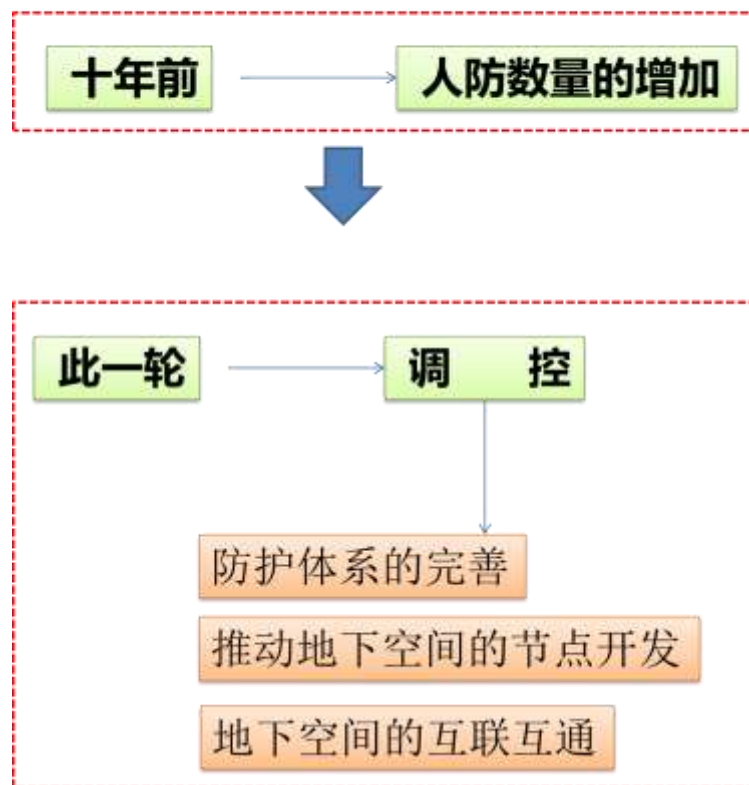 十年前
人防数量的增加
此一轮
调 控
防护体系的完善
推动地下空间的节点开发
地下空间的互联互通